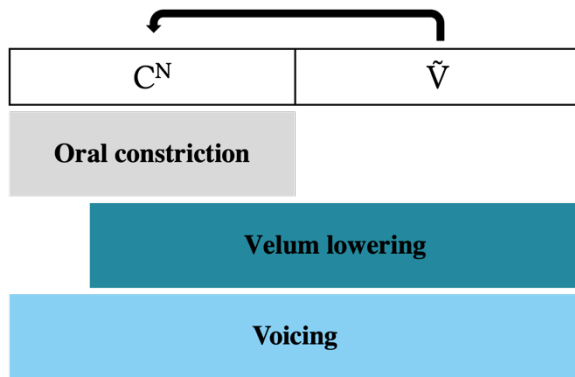 Cᴺ Ṽ
Oral constriction
Velum lowering
Voicing